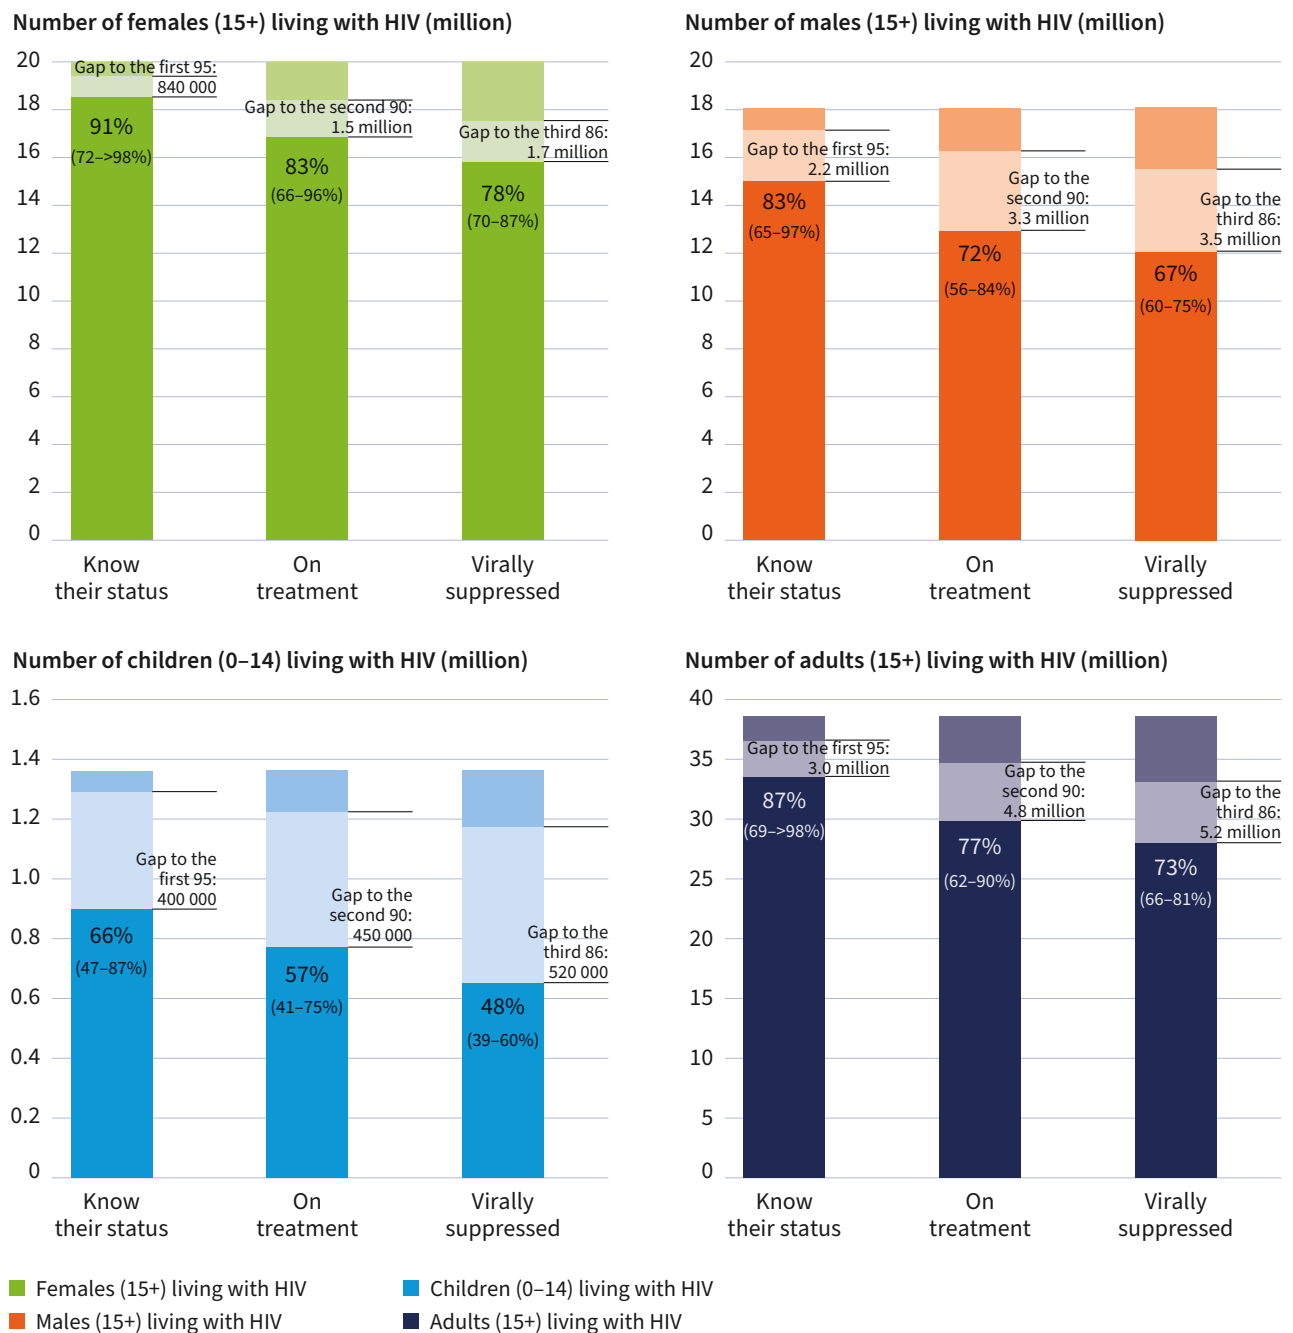 Number of females (15+) living with HIV (million)
20
18
16
14
12
10
8
6
4
2
0
Gap to the first 95:
840 000
91%
(72–>98%)
Gap to the second 90:
1.5 million
83%
(66–96%)
Gap to the third 86:
1.7 million
78%
(70–87%)
Know
their status
On
treatment
Virally
suppressed
Number of males (15+) living with HIV (million)
20
18
16
14
12
10
8
6
4
2
0
Gap to the first 95:
2.2 million
83%
(65–97%)
Gap to the
second 90:
3.3 million
72%
(56–84%)
Gap to the
third 86:
3.5 million
67%
(60–75%)
Know
their status
On
treatment
Virally
suppressed
Number of children (0–14) living with HIV (million)
1.6
1.4
1.2
1.0
0.8
0.6
0.4
0.2
0
Gap to the
first 95:
400 000
66%
(47–87%)
Gap to the
second 90:
450 000
57%
(41–75%)
Gap to the
third 86:
520 000
48%
(39–60%)
Know
their status
On
treatment
Virally
suppressed
Number of adults (15+) living with HIV (million)
40
35
30
25
20
15
10
5
0
Gap to the first 95:
3.0 million
87%
(69–>98%)
Gap to the
second 90:
4.8 million
77%
(62–90%)
Gap to the
third 86:
5.2 million
73%
(66–81%)
Know
their status
On
treatment
Virally
suppressed
Females (15+) living with HIV
Males (15+) living with HIV
Children (0–14) living with HIV
Adults (15+) living with HIV